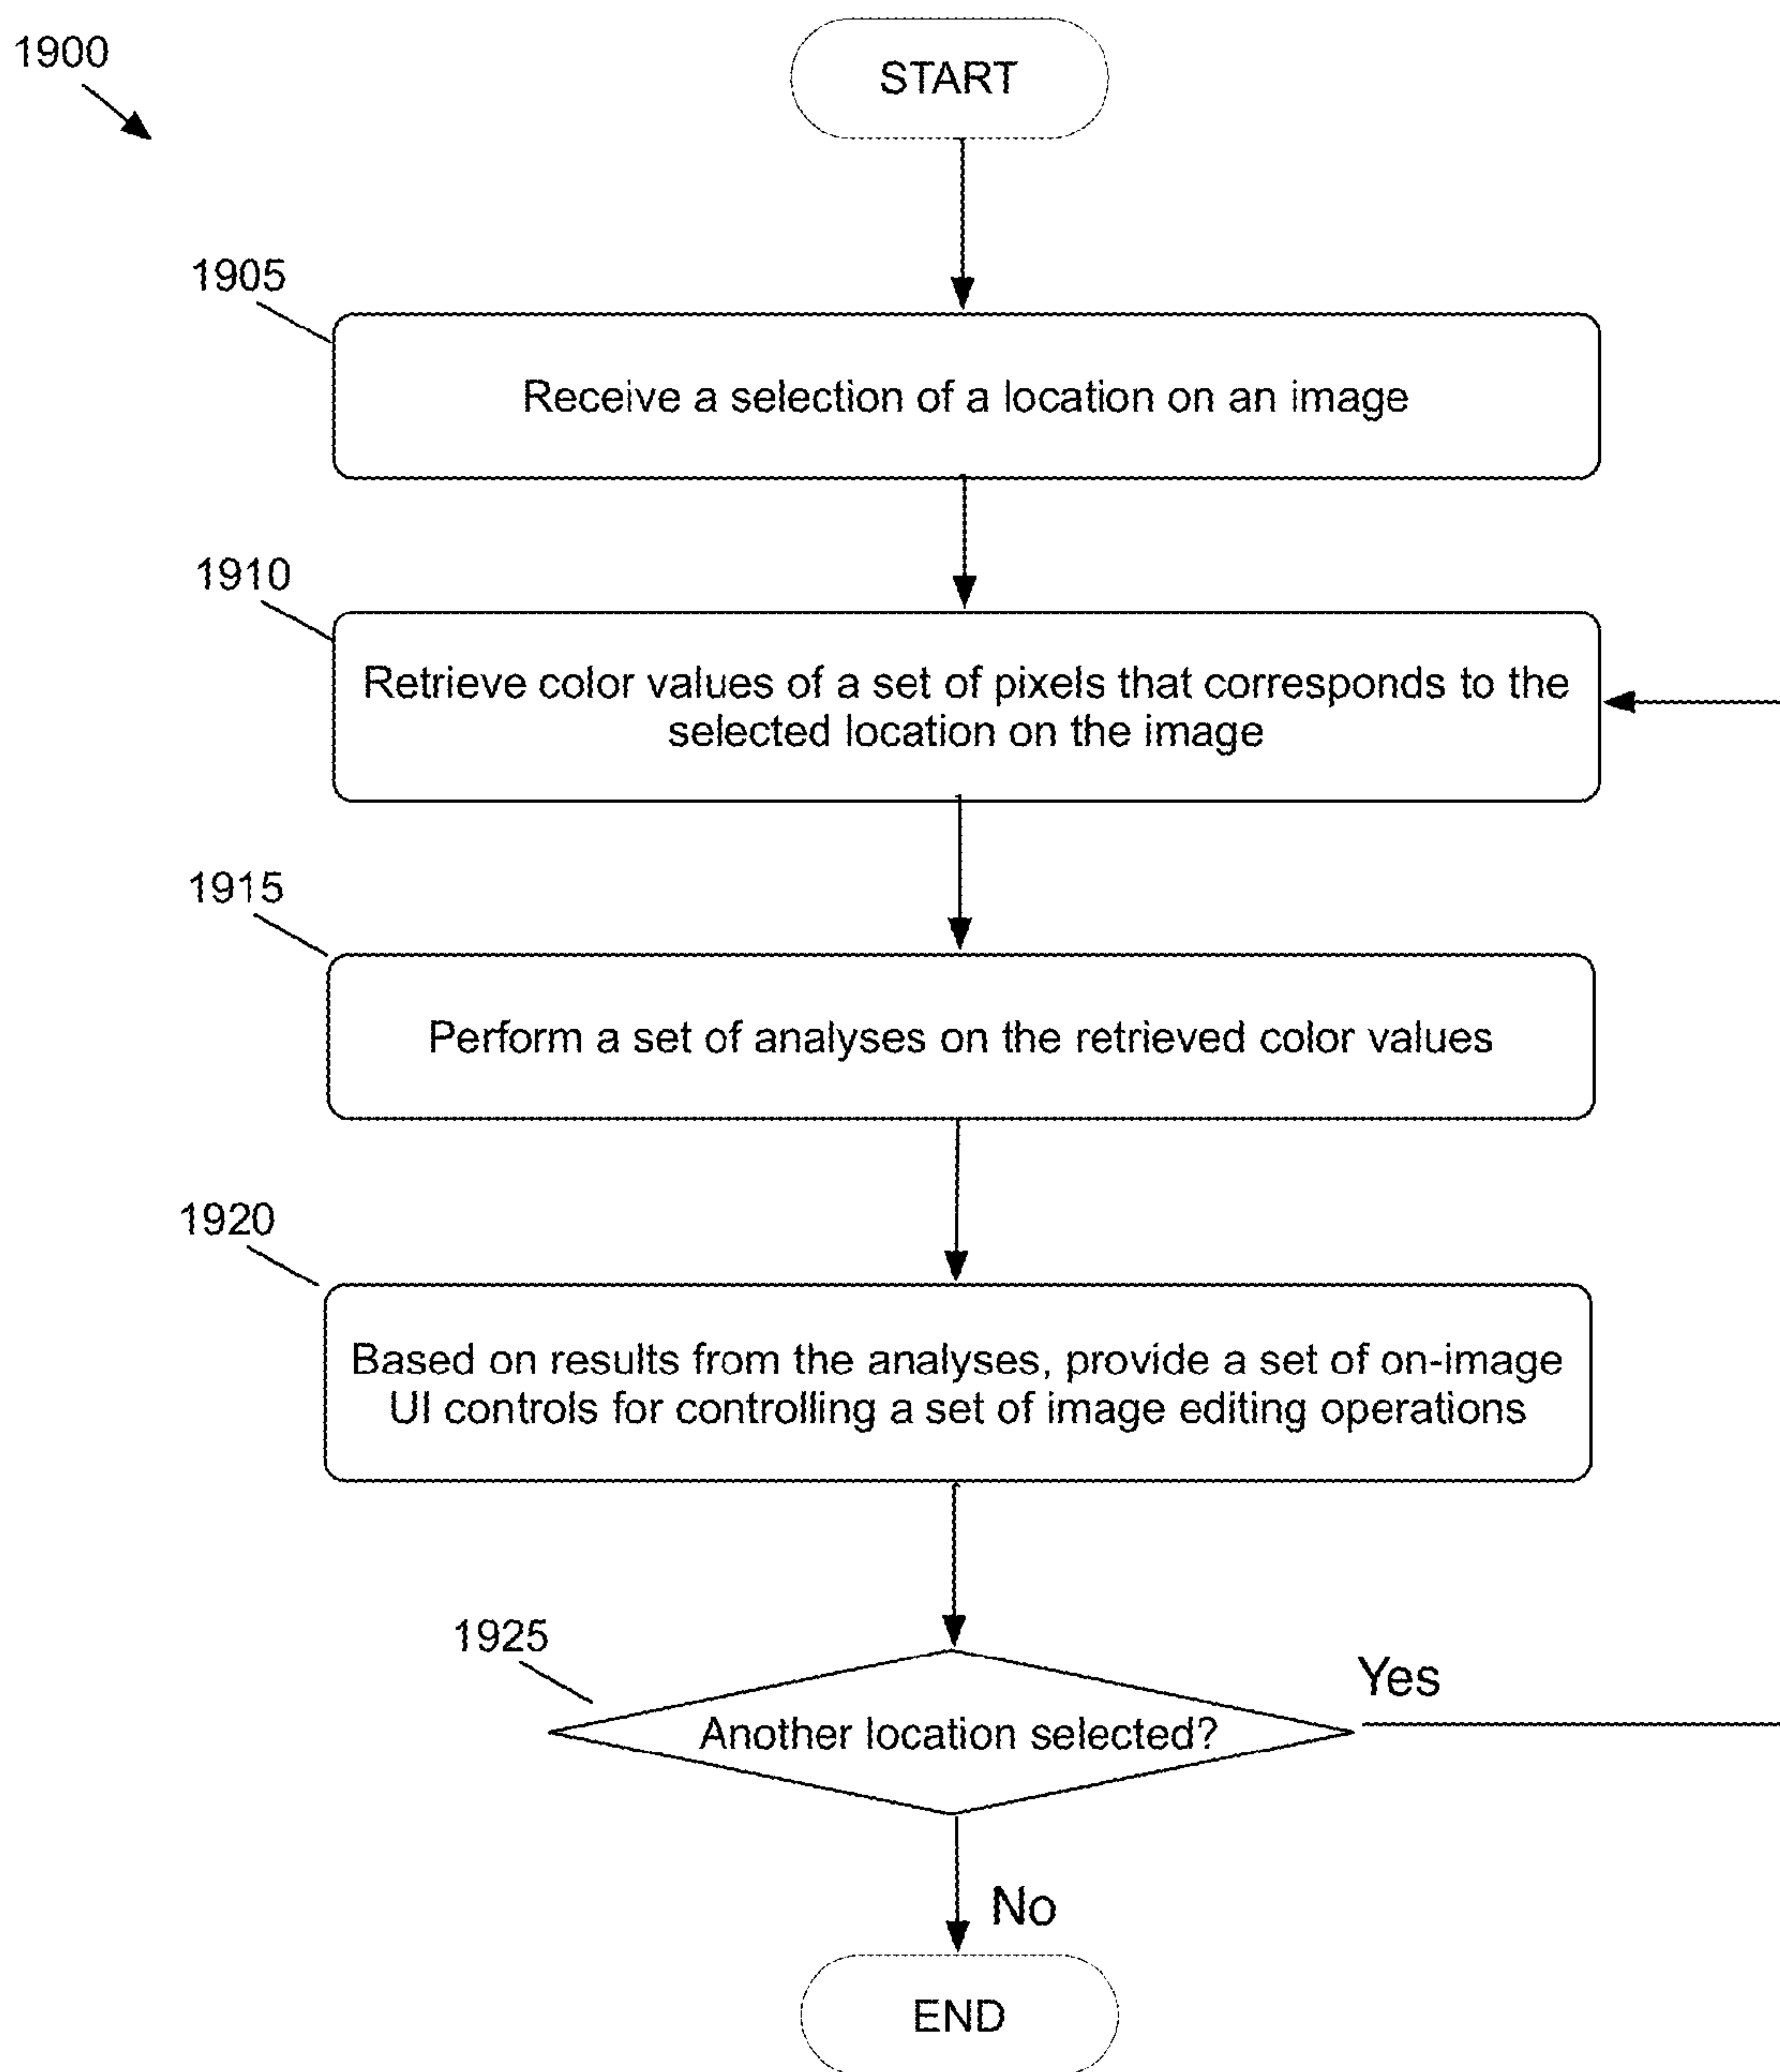 1900
START
1905
Receive a selection of a location on an image
1910
Retrieve color values of a set of pixels that corresponds to the
selected location on the image
1915
Perform a set of analyses on the retrieved color values
1920
Based on results from the analyses, provide a set of on-image
UI controls for controlling a set of image editing operations
1925
Another location selected?
Yes
No
END